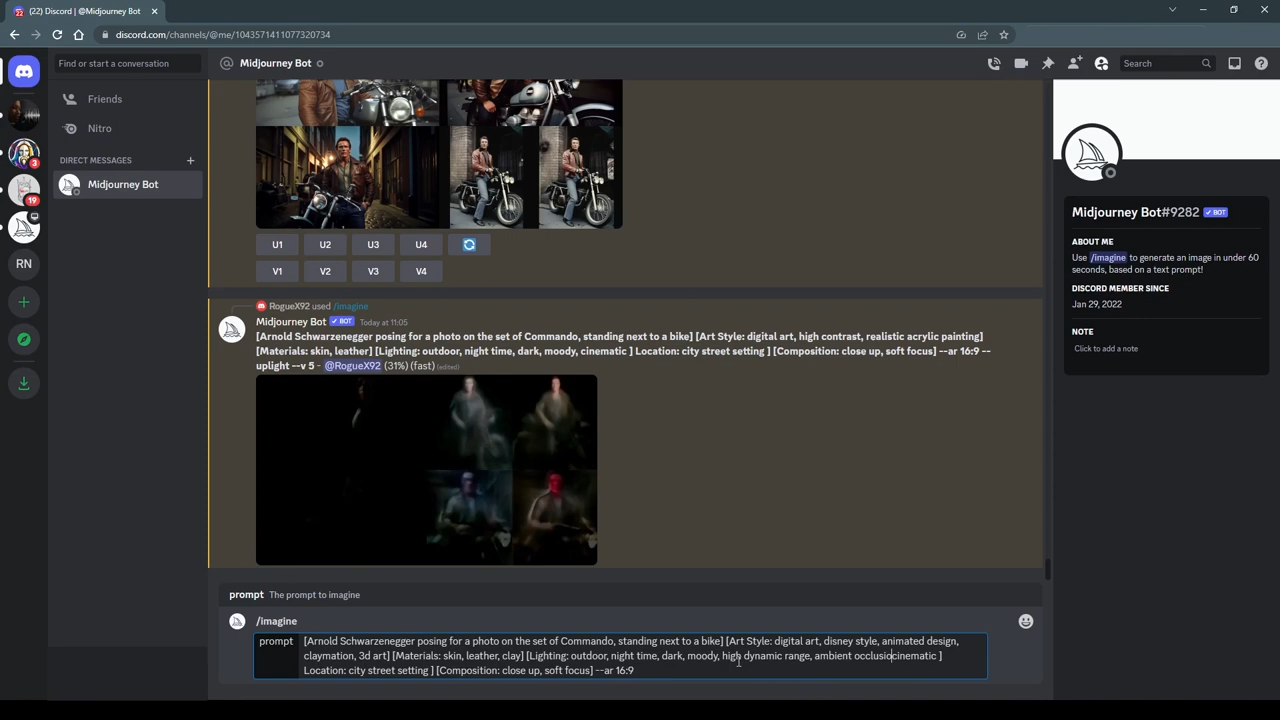 22
(22) Discord | @Midjourney Bot
discord.com/channels/@me/1043571411077320734
Find or start a conversation
Midjourney Bot
Search
Friends
Nitro
DIRECT MESSAGES
Midjourney Bot
3
19
RN
U1 U2 U3 U4
V1 V2 V3 V4
RogueX92 used /imagine
Midjourney Bot ✓ BOT Today at 11:05
[Arnold Schwarzenegger posing for a photo on the set of Commando, standing next to a bike] [Art Style: digital art, high contrast, realistic acrylic painting]
[Materials: skin, leather] [Lighting: outdoor, night time, dark, moody, cinematic ] Location: city street setting ] [Composition: close up, soft focus] --ar 16:9 --
uplight --v 5 - @RogueX92 (31%) (fast) (edited)
prompt The prompt to imagine
/imagine
prompt [Arnold Schwarzenegger posing for a photo on the set of Commando, standing next to a bike] [Art Style: digital art, disney style, animated design,
claymation, 3d art] [Materials: skin, leather, clay] [Lighting: outdoor, night time, dark, moody, high dynamic range, ambient occlusiocinematic ]
Location: city street setting ] [Composition: close up, soft focus] --ar 16:9
Midjourney Bot#9282 ✓ BOT
ABOUT ME
Use /imagine to generate an image in under 60
seconds, based on a text prompt!
DISCORD MEMBER SINCE
Jan 29, 2022
NOTE
Click to add a note